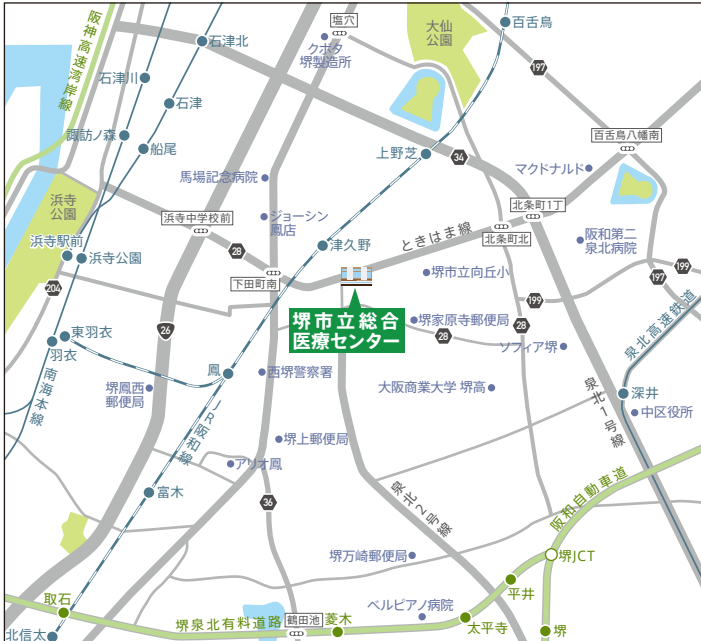 塩穴
大仙
公園
百舌鳥
阪神高速湾岸線
石津北
クボタ
堺製造所
石津川
197
石津
諏訪ノ森
百舌鳥八幡南
船尾
上野芝
34
マクドナルド
馬場記念病院
浜寺
公園
北条町1丁
浜寺中学校前
ジョーシン
鳳店
ときはま線
北条町北
阪和第二
泉北病院
浜寺駅前
浜寺公園
28
津久野
下田町南
堺市立向丘小
199
197
204
199
堺市立総合
医療センター
堺家原寺郵便局
28
28
26
東羽衣
羽衣
ソフィア堺
泉北高速鉄道
南海本線
鳳
西堺警察署
堺鳳西
郵便局
大阪商業大学 堺高
泉北1号線
深井
中区役所
JR阪和線
堺上郵便局
アリオ鳳
富木
36
泉北2号線
阪和自動車道
堺万崎郵便局
堺JCT
取石
平井
北信太
堺泉北有料道路
鶴田池
菱木
ベルピアノ病院
太平寺
堺